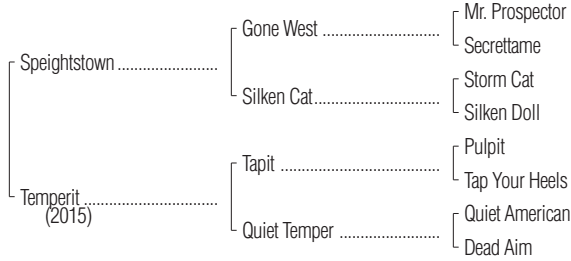 Mr. Prospector
Gone West
Secrettame
Speightstown
Storm Cat
Silken Cat
Silken Doll
Pulpit
Tapit
Tap Your Heels
Temperit
(2015)
Quiet American
Quiet Temper
Dead Aim